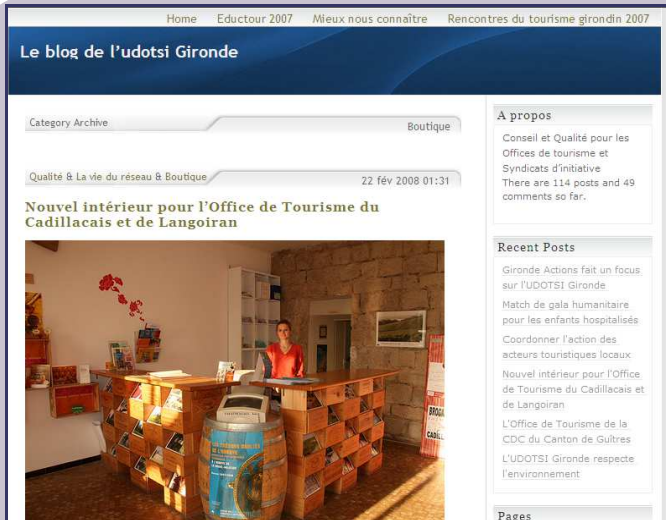 Home Eductour 2007 Mieux nous connaître Rencontres du tourisme girondin 2007
Le blog de l'udotsi Gironde
Category Archive
Boutique
Qualité & La vie du réseau & Boutique
22 fév 2008 01:31
Nouvel intérieur pour l'Office de Tourisme du
Cadillacais et de Langoiran
A propos
Conseil et Qualité pour les
Offices de tourisme et
Syndicats d'initiative
There are 114 posts and 49
comments so far.
Recent Posts
Gironde Actions fait un focus
sur l'UDOTSI Gironde
Match de gala humanitaire
pour les enfants hospitalisés
Coordonner l'action des
acteurs touristiques locaux
Nouvel intérieur pour l'Office
de Tourisme du Cadillacais et
de Langoiran
L'Office de Tourisme de la
CDC du Canton de Guîtres
L'UDOTSI Gironde respecte
l'environnement
Pages